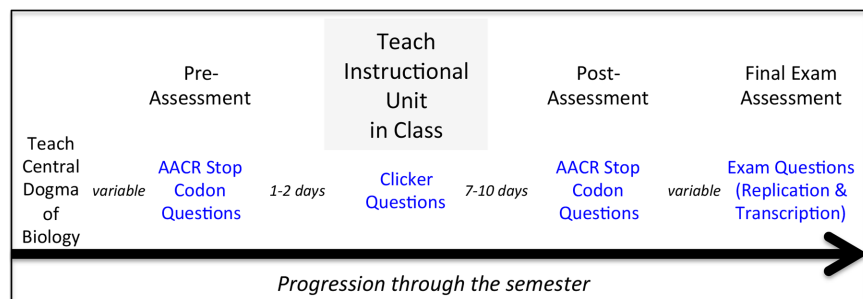 Teach
Central
Dogma
of
Biology
variable
Pre-
Assessment
AACR Stop
Codon
Questions
1-2 days
Teach
Instructional
Unit
in Class
Clicker
Questions
7-10 days
Post-
Assessment
AACR Stop
Codon
Questions
variable
Final Exam
Assessment
Exam Questions
(Replication &
Transcription)
Progression through the semester